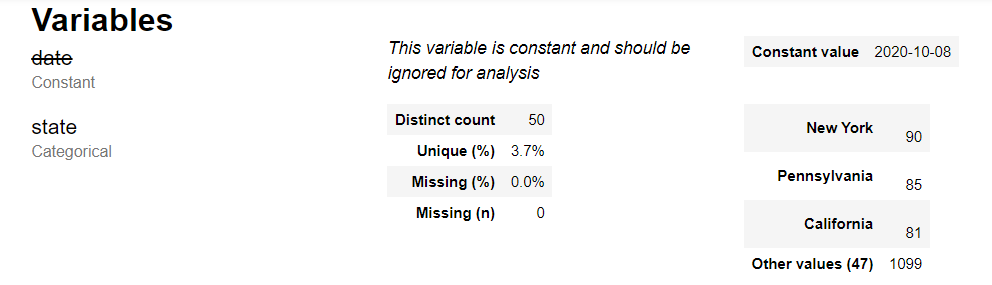 Variables
date
Constant
This variable is constant and should be
ignored for analysis
Constant value 2020-10-08
state
Categorical
Distinct count 50
Unique (%) 3.7%
Missing (%) 0.0%
Missing (n) 0
New York 90
Pennsylvania 85
California 81
Other values (47) 1099